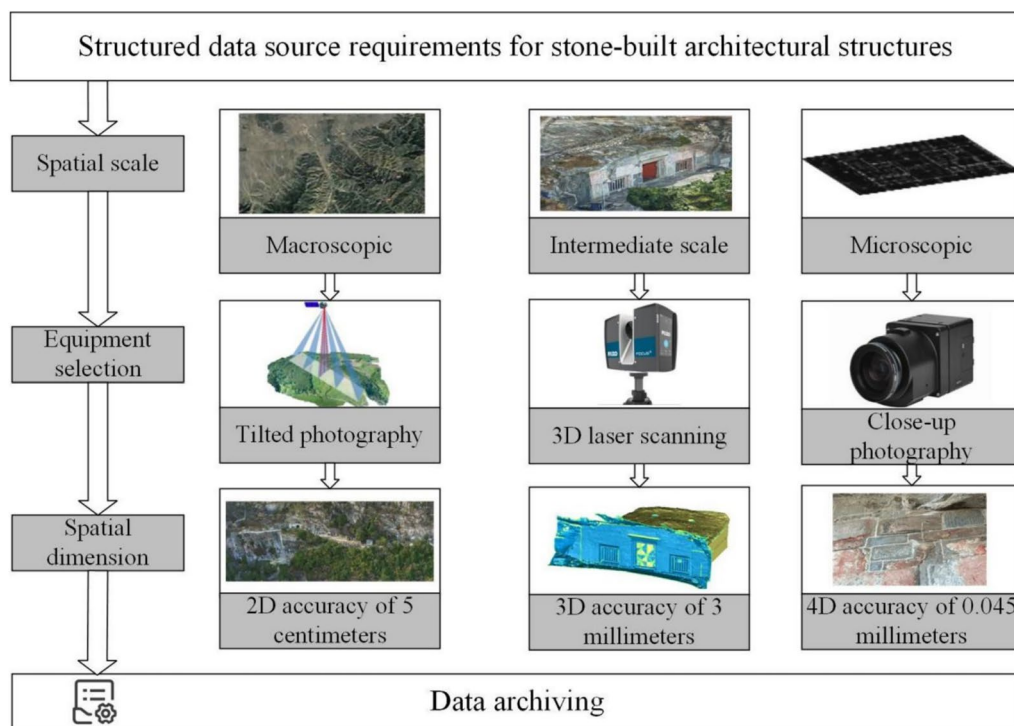 Structured data source requirements for stone-built architectural structures
Spatial scale
Macroscopic
Intermediate scale
Microscopic
Equipment
selection
Tilted photography
3D laser scanning
Close-up
photography
Spatial
dimension
2D accuracy of 5
centimeters
3D accuracy of 3
millimeters
4D accuracy of 0.045
millimeters
Data archiving